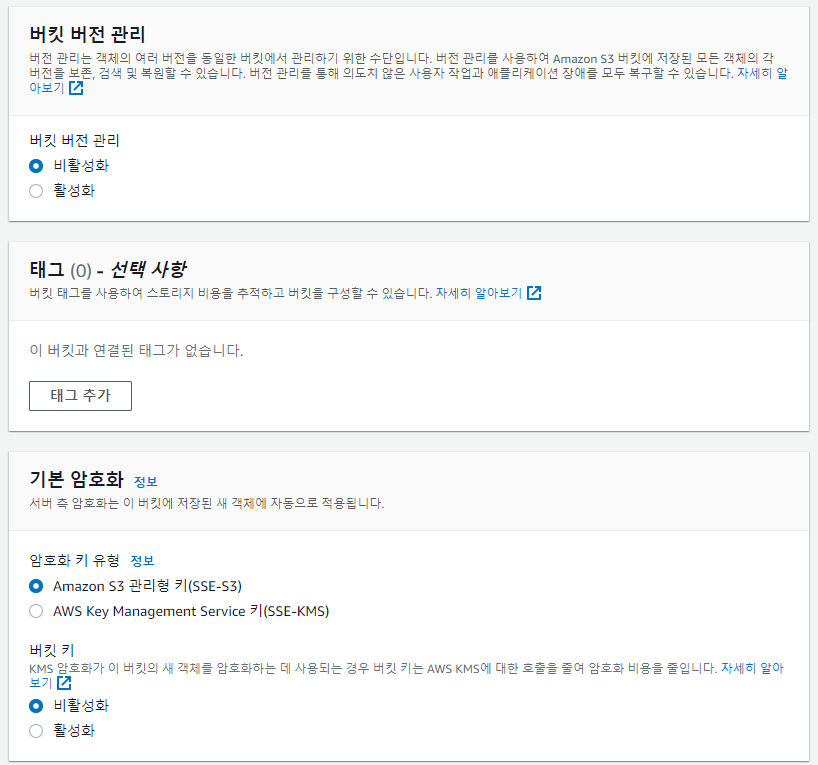 버킷 버전 관리
버전 관리는 객체의 여러 버전을 동일한 버킷에서 관리하기 위한 수단입니다. 버전 관리를 사용하여 Amazon S3 버킷에 저장된 모든 객체의 각
버전을 보존, 검색 및 복원할 수 있습니다. 버전 관리를 통해 의도지 않은 사용자 작업과 애플리케이션 장애를 모두 복구할 수 있습니다. 자세히 알
아보기
버킷 버전 관리
비활성화
활성화
태그 (0) - 선택 사항
버킷 태그를 사용하여 스토리지 비용을 추적하고 버킷을 구성할 수 있습니다. 자세히 알아보기
이 버킷과 연결된 태그가 없습니다.
태그 추가
기본 암호화 정보
서버 측 암호화는 이 버킷에 저장된 새 객체에 자동으로 적용됩니다.
암호화 키 유형 정보
Amazon S3 관리형 키(SSE-S3)
AWS Key Management Service 키(SSE-KMS)
버킷 키
KMS 암호화가 이 버킷의 새 객체를 암호화하는 데 사용되는 경우 버킷 키는 AWS KMS에 대한 호출을 줄여 암호화 비용을 줄입니다. 자세히 알아
보기
비활성화
활성화